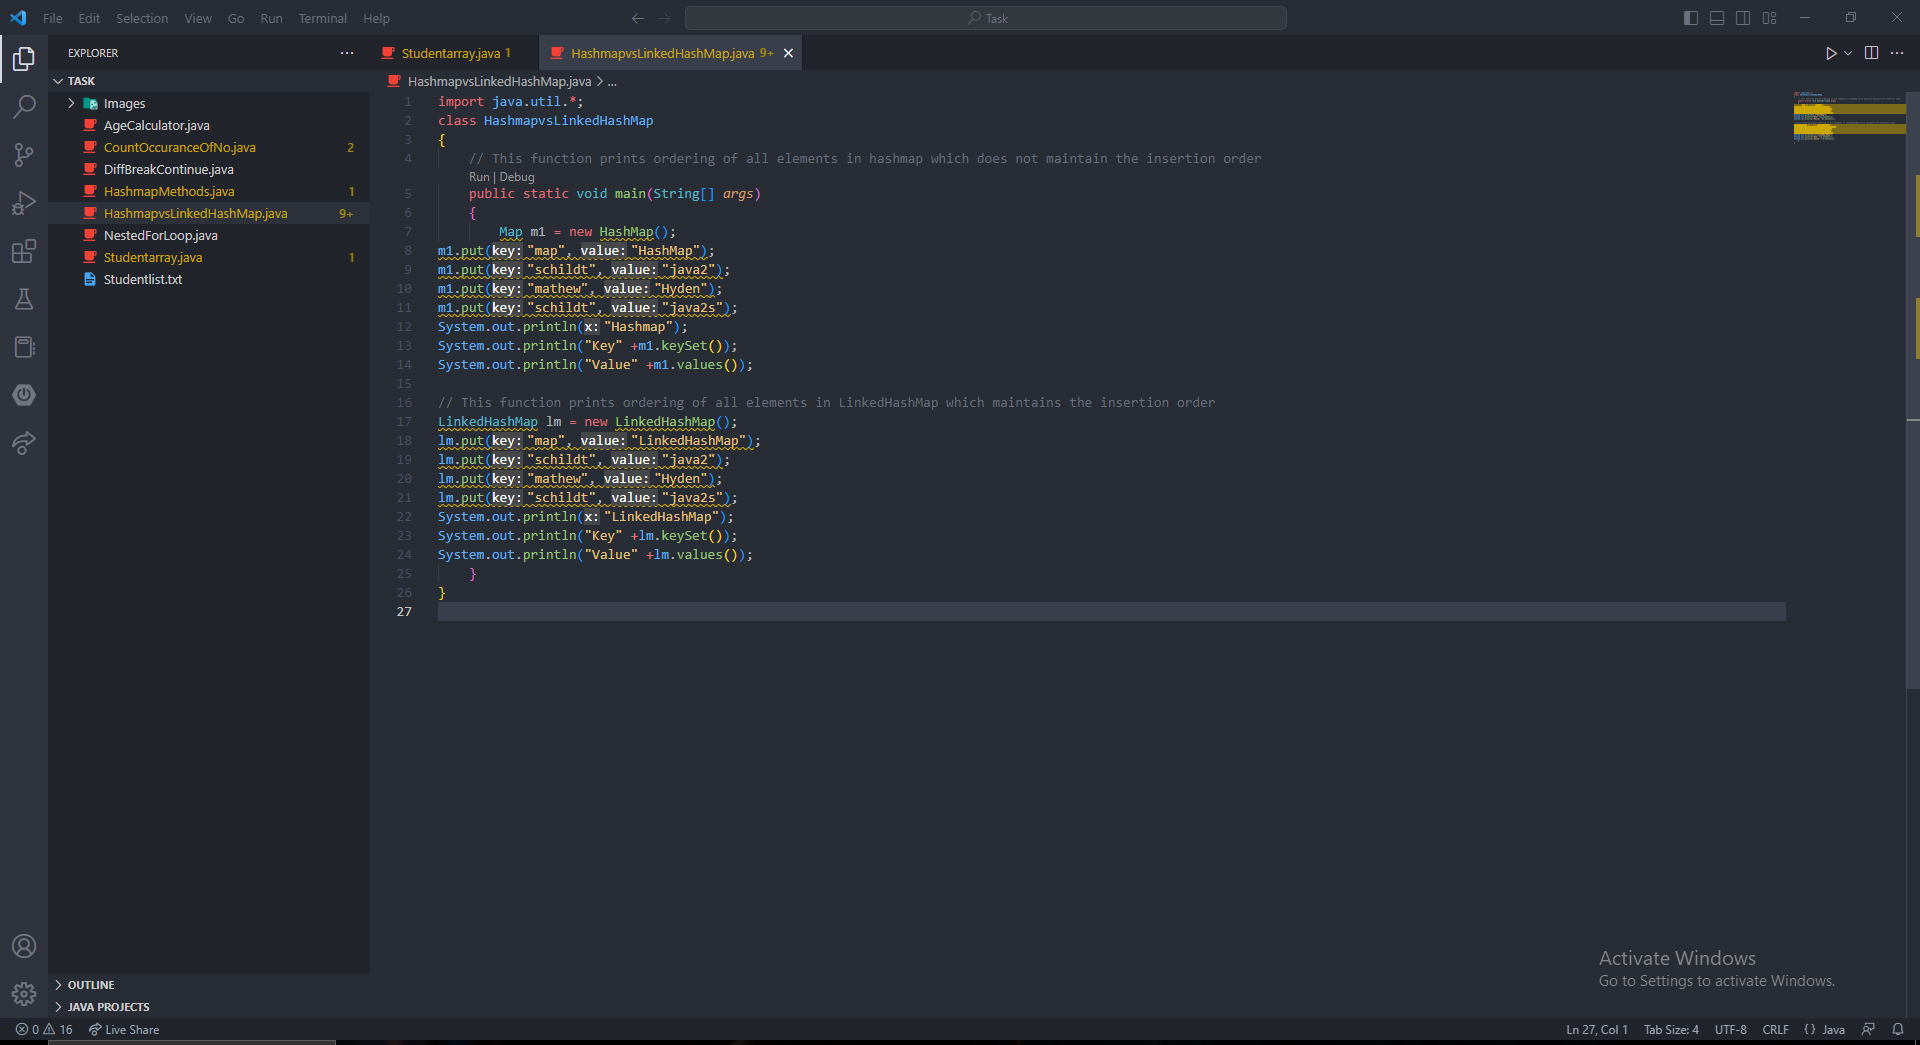 File Edit Selection View Go Run Terminal Help
Task
EXPLORER
TASK
Images
AgeCalculator.java
CountOccuranceOfNo.java 2
DiffBreakContinue.java
HashmapMethods.java 1
HashmapvsLinkedHashMap.java 9+
NestedForLoop.java
Studentarray.java 1
Studentlist.txt
OUTLINE
JAVA PROJECTS
Studentarray.java 1 HashmapvsLinkedHashMap.java 9+
HashmapvsLinkedHashMap.java > ...
1 import java.util.*;
2 class HashmapvsLinkedHashMap
3 {
4 // This function prints ordering of all elements in hashmap which does not maintain the insertion order
Run | Debug
5 public static void main(String[] args)
6 {
7 Map m1 = new HashMap();
8 m1.put(key: "map", value: "HashMap");
9 m1.put(key: "schildt", value: "java2");
10 m1.put(key: "mathew", value: "Hyden");
11 m1.put(key: "schildt", value: "java2s");
12 System.out.println(x: "Hashmap");
13 System.out.println("Key" +m1.keySet());
14 System.out.println("Value" +m1.values());
15
16 // This function prints ordering of all elements in LinkedHashMap which maintains the insertion order
17 LinkedHashMap lm = new LinkedHashMap();
18 lm.put(key: "map", value: "LinkedHashMap");
19 lm.put(key: "schildt", value: "java2");
20 lm.put(key: "mathew", value: "Hyden");
21 lm.put(key: "schildt", value: "java2s");
22 System.out.println(x: "LinkedHashMap");
23 System.out.println("Key" +lm.keySet());
24 System.out.println("Value" +lm.values());
25 }
26 }
27
Activate Windows
Go to Settings to activate Windows.
0 16 Live Share Ln 27, Col 1 Tab Size: 4 UTF-8 CRLF {} Java